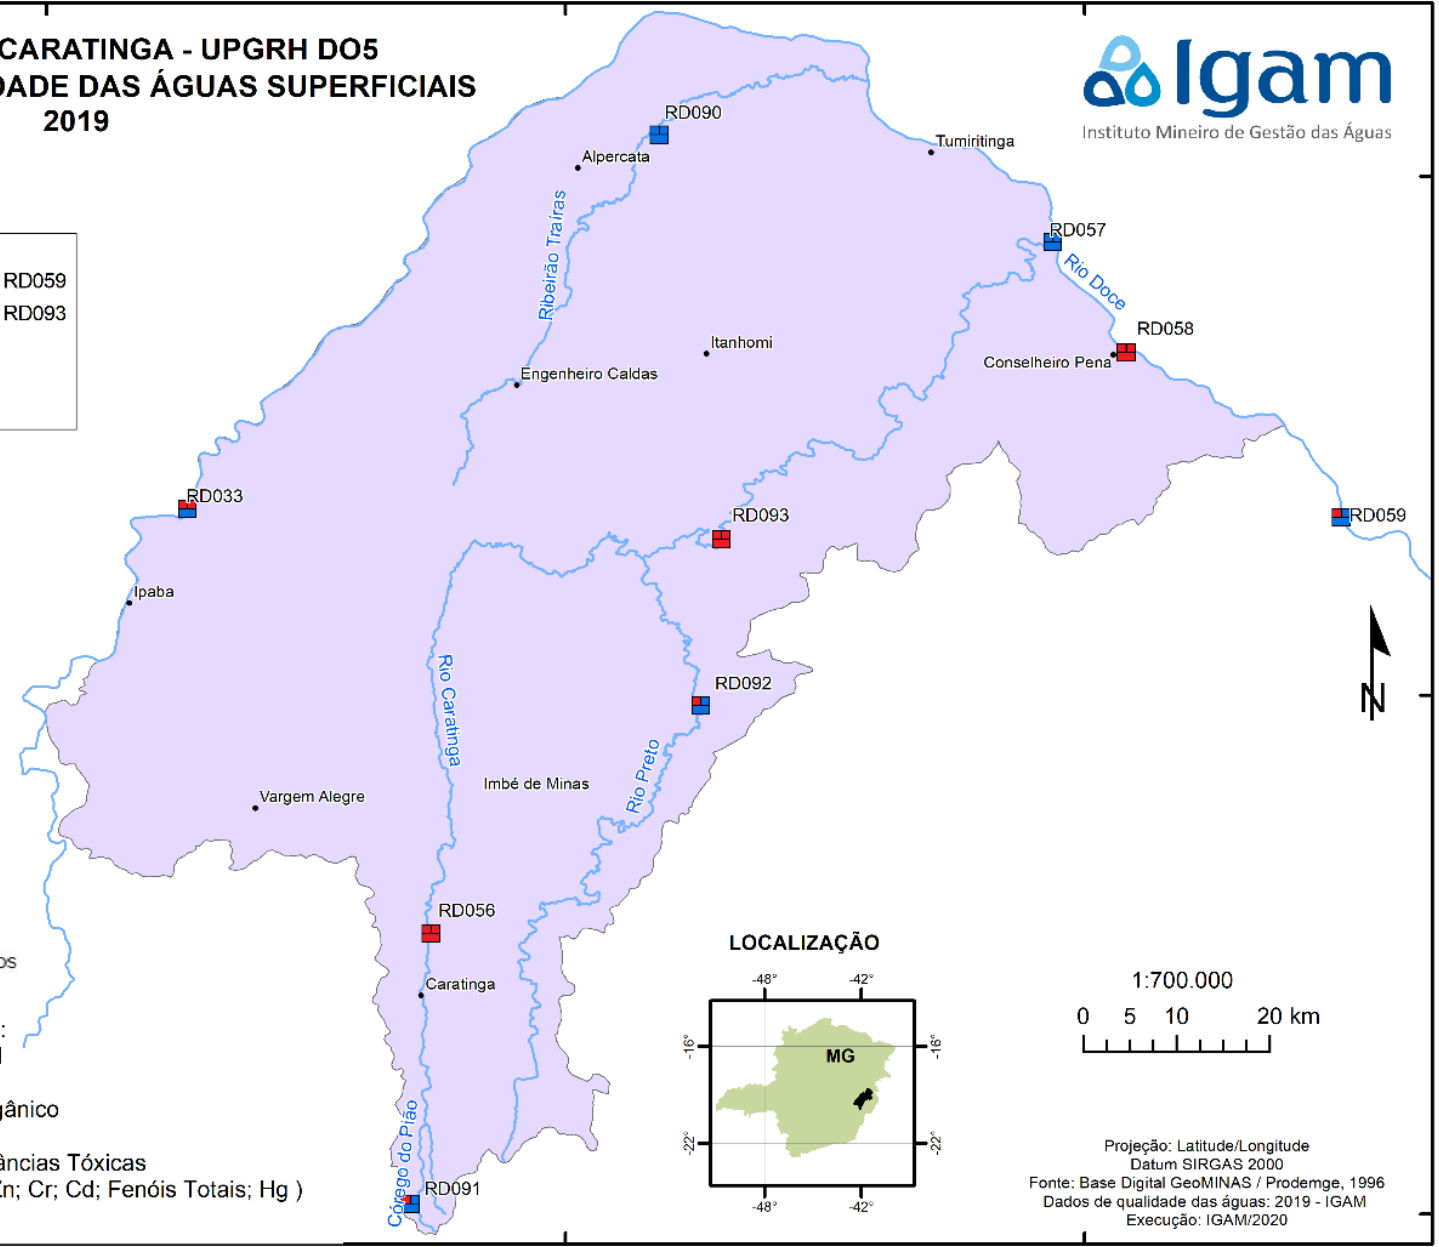 CARATINGA - UPGRH DO5
DADE DAS ÁGUAS SUPERFICIAIS
2019
Igam
Instituto Mineiro de Gestão das Águas
RD090
Alpercata
Tumiritinga
Ribeirão Traíras
RD057
Rio Doce
RD059
RD093
RD058
Itanhomi
Conselheiro Pena
Engenheiro Caldas
RD033
RD093
RD059
Ipaba
Rio Caratinga
RD092
N
Rio Preto
Imbé de Minas
Vargem Alegre
RD056
os
Caratinga
:
LOCALIZAÇÃO
-48° -42°
-16° -16°
MG
-22° -22°
-48° -42°
1:700.000
0 5 10 20 km
gânico
âncias Tóxicas
Zn; Cr; Cd; Fenóis Totais; Hg )
Córrego do Pião
RD091
Projeção: Latitude/Longitude
Datum SIRGAS 2000
Fonte: Base Digital GeoMINAS / Prodemge, 1996
Dados de qualidade das águas: 2019 - IGAM
Execução: IGAM/2020